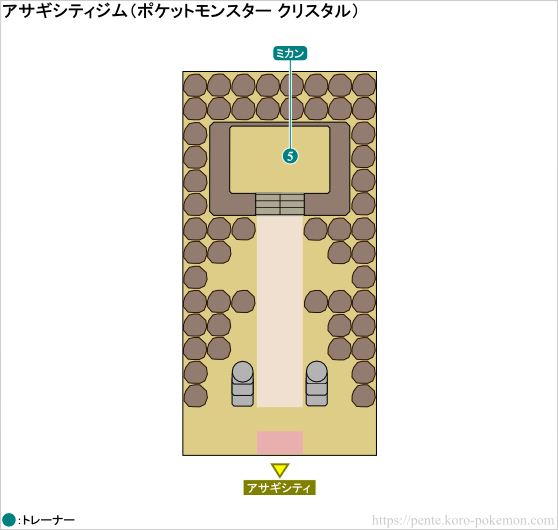 アサギシティジム（ポケットモンスター クリスタル）
ミカン
5
アサギシティ
：トレーナー
https://pente.koro-pokemon.com